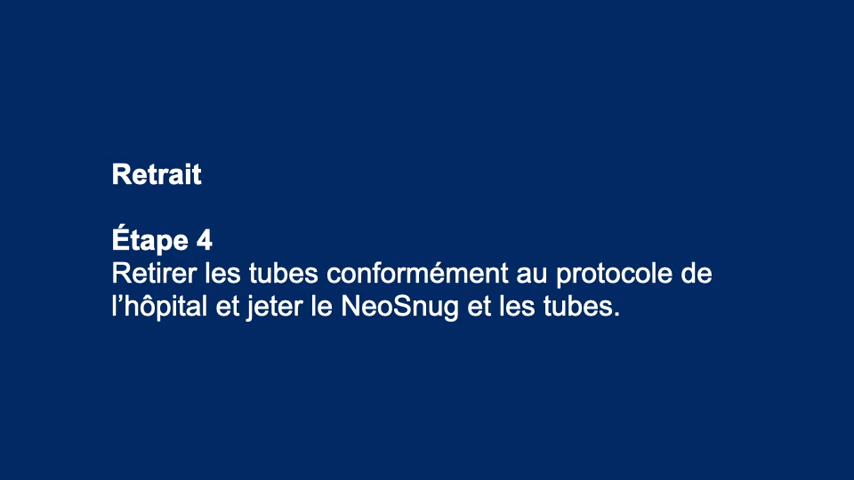 Retrait
Étape 4
Retirer les tubes conformément au protocole de
l’hôpital et jeter le NeoSnug et les tubes.